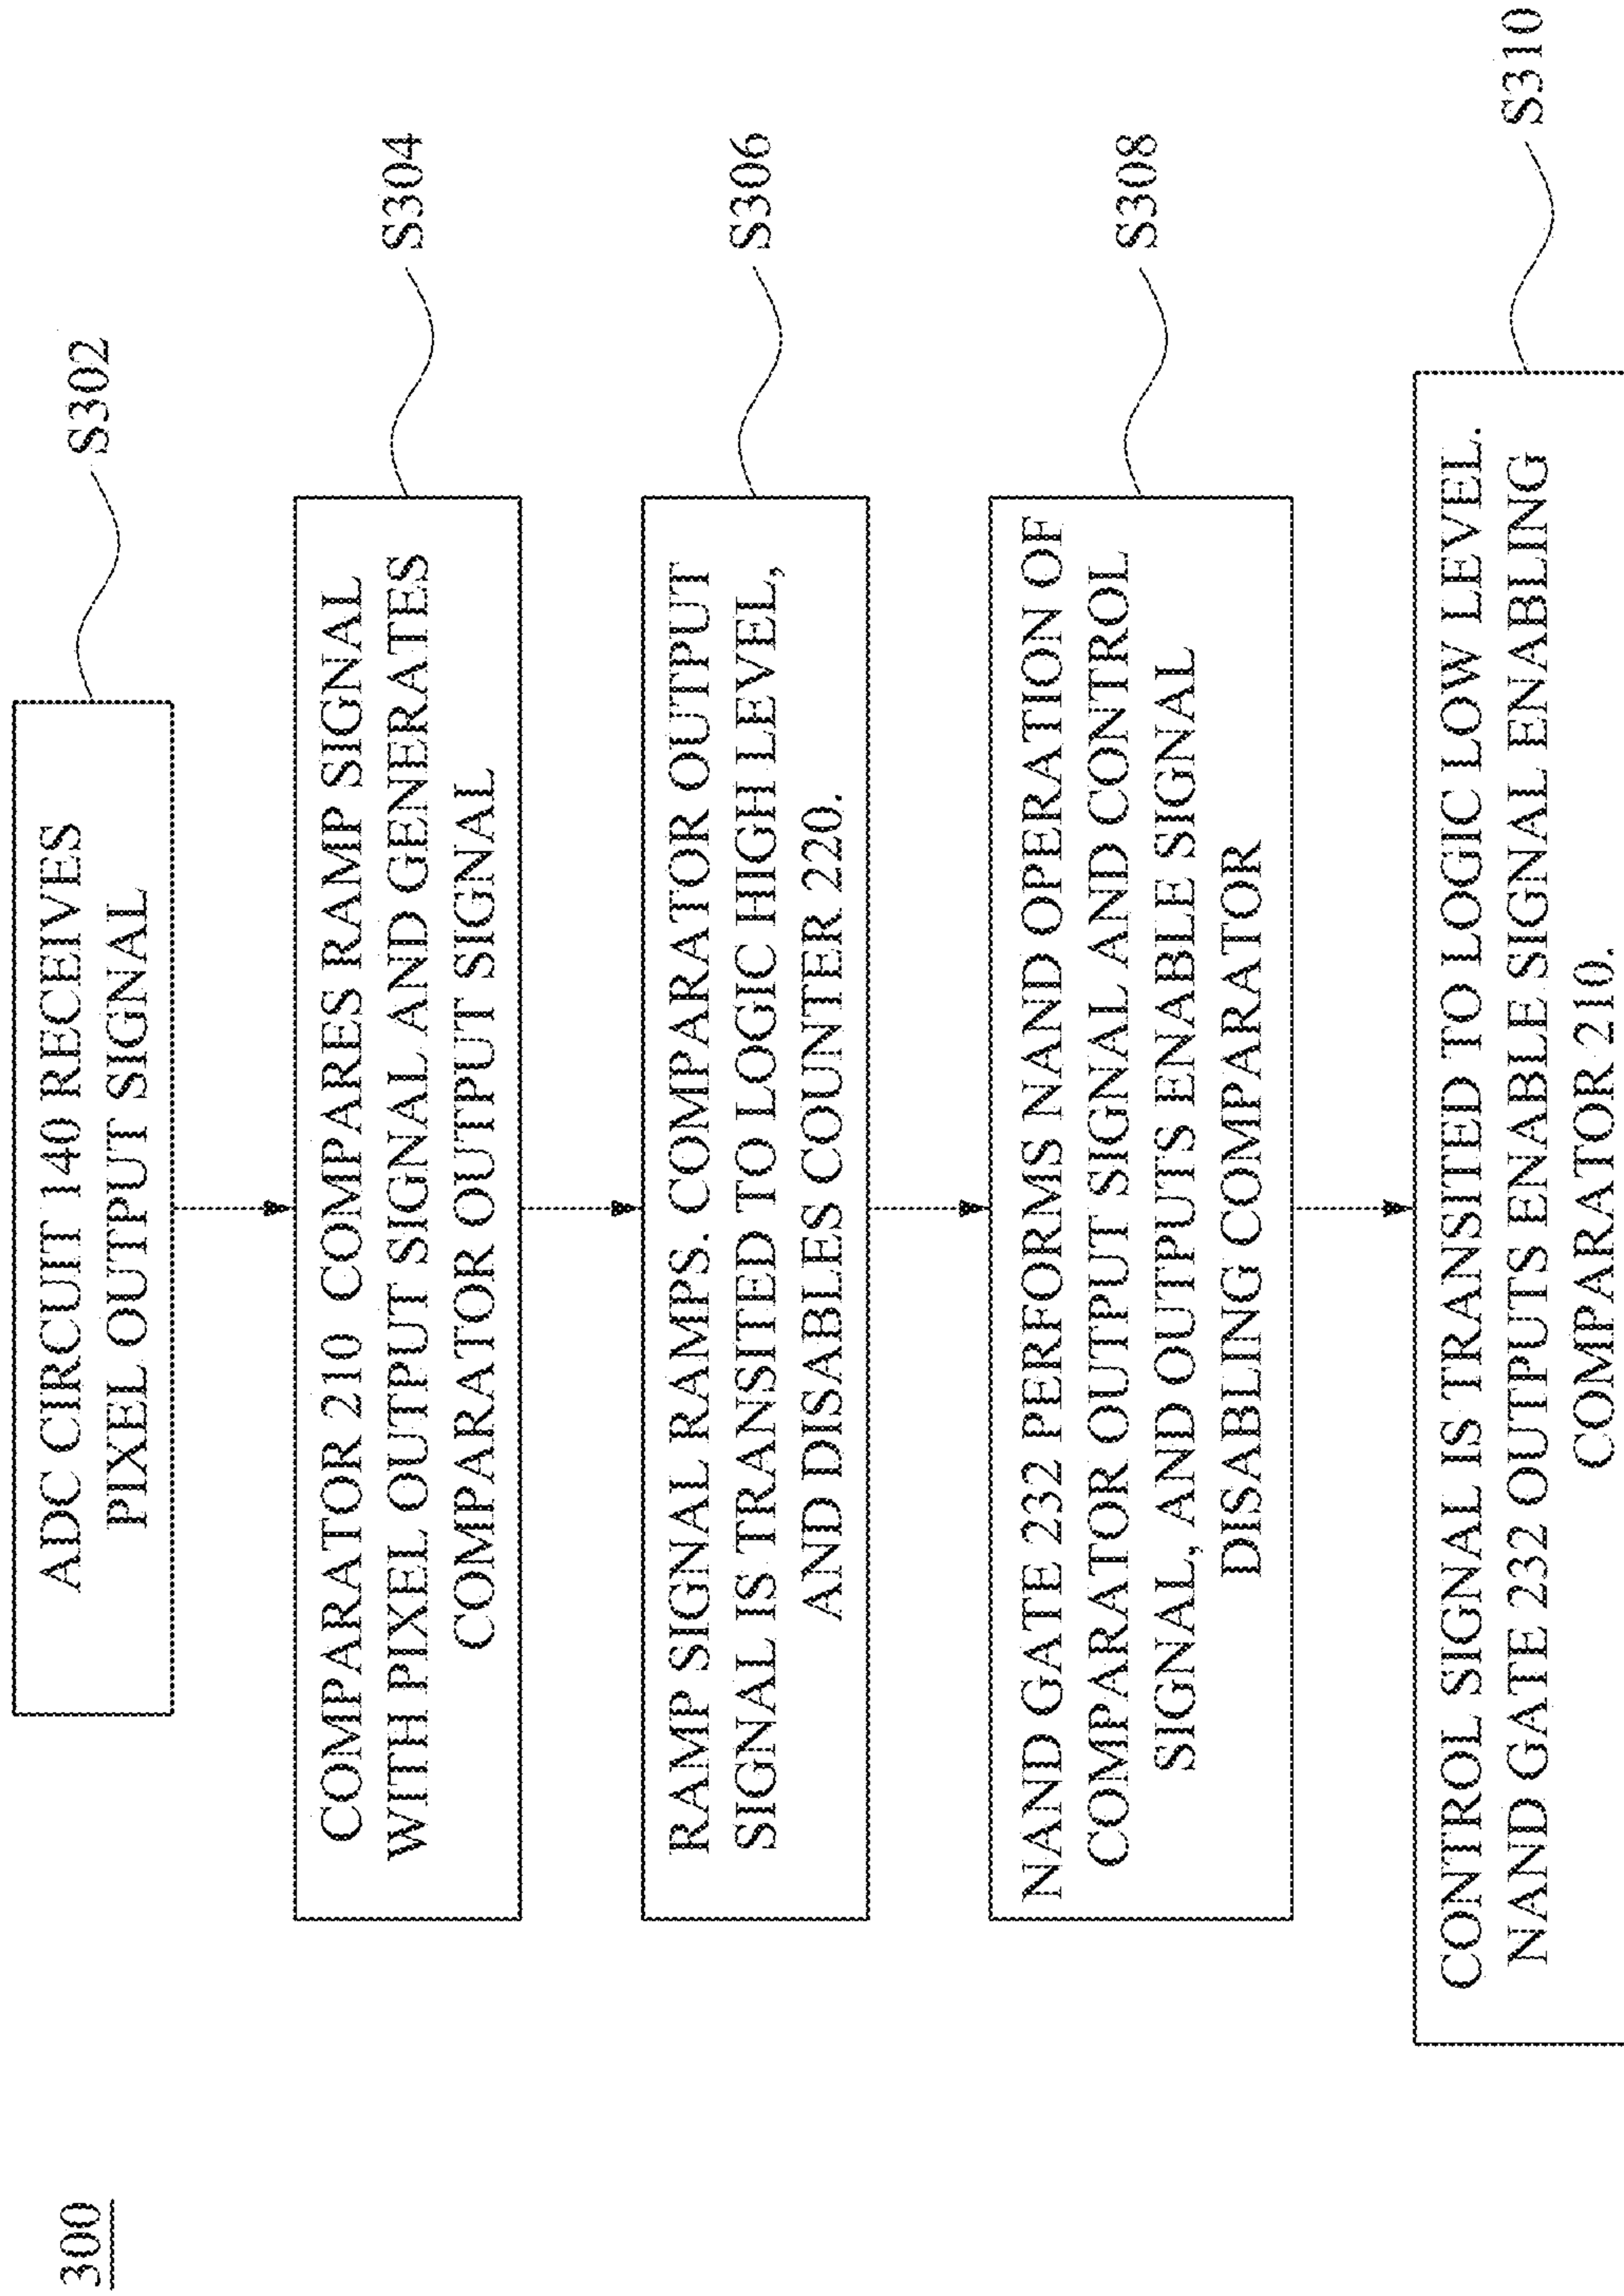 300
ADC CIRCUIT 140 RECEIVES
PIXEL OUTPUT SIGNAL
S302
COMPARATOR 210 COMPARES RAMP SIGNAL
WITH PIXEL OUTPUT SIGNAL AND GENERATES
COMPARATOR OUTPUT SIGNAL
S304
RAMP SIGNAL RAMPS. COMPARATOR OUTPUT
SIGNAL IS TRANSITED TO LOGIC HIGH LEVEL,
AND DISABLES COUNTER 220.
S306
NAND GATE 232 PERFORMS NAND OPERATION OF
COMPARATOR OUTPUT SIGNAL AND CONTROL
SIGNAL, AND OUTPUTS ENABLE SIGNAL
DISABLING COMPARATOR
S308
CONTROL SIGNAL IS TRANSITED TO LOGIC LOW LEVEL.
NAND GATE 232 OUTPUTS ENABLE SIGNAL ENABLING
COMPARATOR 210.
S310